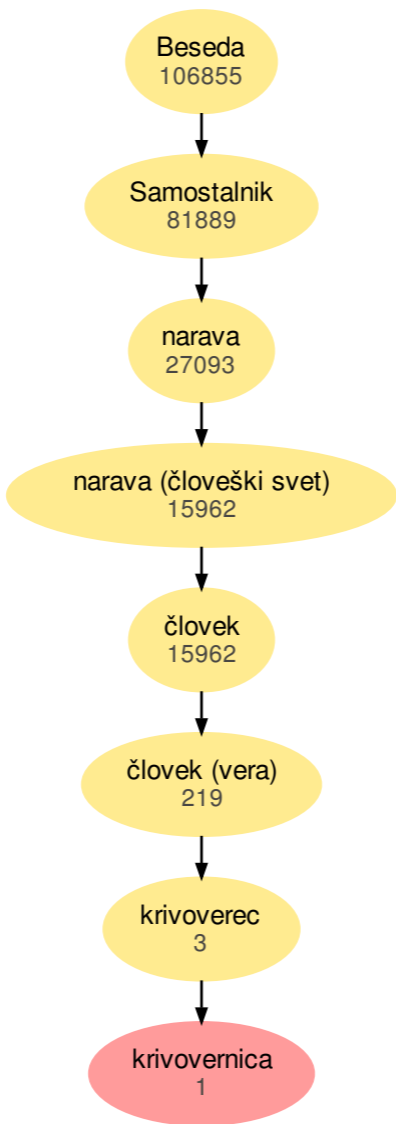 Beseda
106855
Samostalnik
81889
narava
27093
narava (človeški svet)
15962
človek
15962
človek (vera)
219
krivoverec
3
krivovernica
1